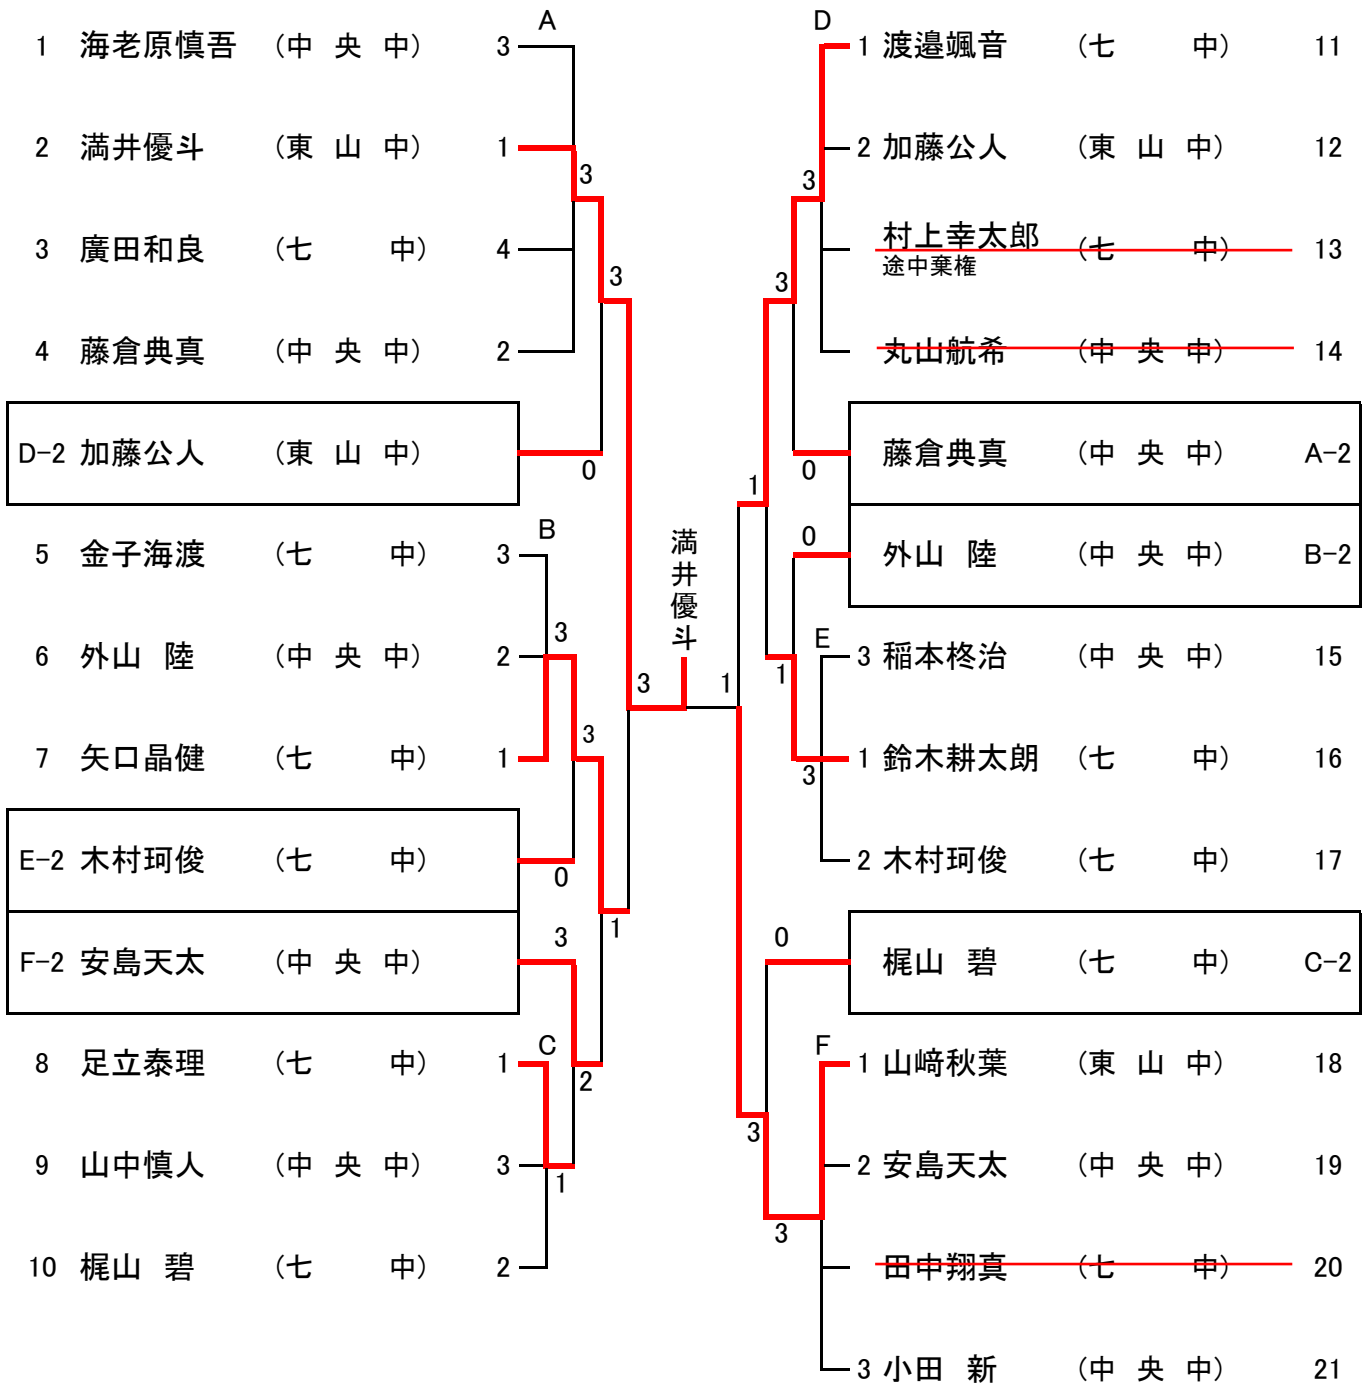 A
1 海老原慎吾 (中 央 中) 3
2 満井優斗 (東 山 中) 1
3
3 廣田和良 (七 中) 4
3
4 藤倉典真 (中 央 中) 2
D-2 加藤公人 (東 山 中)
0
B
5 金子海渡 (七 中) 3
3
6 外山 陸 (中 央 中) 2
3
7 矢口晶健 (七 中) 1
E-2 木村珂俊 (七 中)
0
1
3
F-2 安島天太 (中 央 中)
C
8 足立泰理 (七 中) 1
2
9 山中慎人 (中 央 中) 3
1
10 梶山 碧 (七 中) 2
満井優斗
3
1
D
1 渡邉颯音 (七 中) 11
2 加藤公人 (東 山 中) 12
3
村上幸太郎 (七 中) 13
途中棄権
3
丸山航希 (中 央 中) 14
藤倉典真 (中 央 中) A-2
0
1
0
外山 陸 (中 央 中) B-2
E
3 稲本柊治 (中 央 中) 15
1
1 鈴木耕太朗 (七 中) 16
3
2 木村珂俊 (七 中) 17
0
梶山 碧 (七 中) C-2
F
1 山﨑秋葉 (東 山 中) 18
3
2 安島天太 (中 央 中) 19
3
田中翔真 (七 中) 20
3 小田 新 (中 央 中) 21